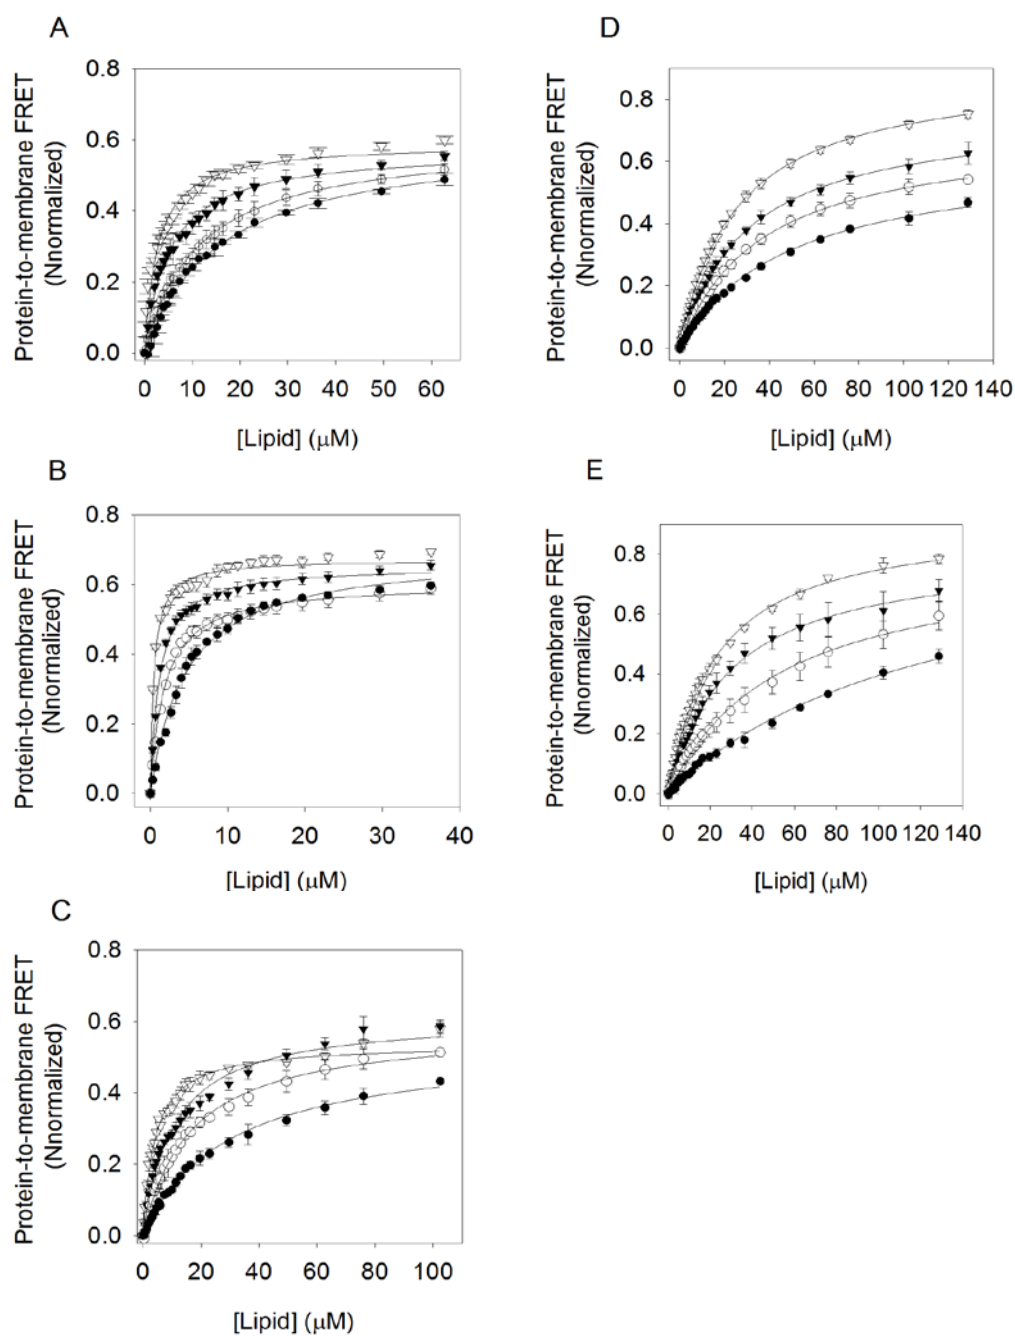 A
Protein-to-membrane FRET
(Nnormalized)
0.8
0.6
0.4
0.2
0.0
0 10 20 30 40 50 60
[Lipid] (μM)
B
Protein-to-membrane FRET
(Nnormalized)
0.8
0.6
0.4
0.2
0.0
0 10 20 30 40
[Lipid] (μM)
C
Protein-to-membrane FRET
(Nnormalized)
0.8
0.6
0.4
0.2
0.0
0 20 40 60 80 100
[Lipid] (μM)
D
Protein-to-membrane FRET
(Nnormalized)
0.8
0.6
0.4
0.2
0.0
0 20 40 60 80 100 120 140
[Lipid] (μM)
E
Protein-to-membrane FRET
(Nnormalized)
0.8
0.6
0.4
0.2
0.0
0 20 40 60 80 100 120 140
[Lipid] (μM)